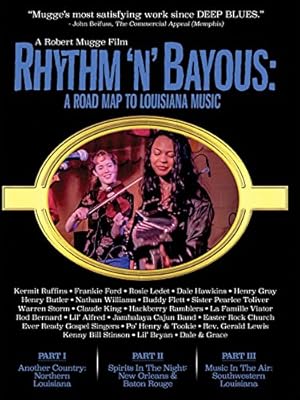 "Mugge's most satisfying work since DEEP BLUES."
- John Beifuss, The Commercial Appeal (Memphis)
A Robert Mugge Film
RHYTHM 'N' BAYOUS:
A ROAD MAP TO LOUISIANA MUSIC
Kermit Ruffins • Frankie Ford • Rosie Ledet • Dale Hawkins • Henry Gray
Henry Butler • Nathan Williams • Buddy Flett • Sister Pearlee Toliver
Warren Storm • Claude King • Hackberry Ramblers • La Famille Viator
Rod Bernard • Lil' Alfred • Jambalaya Cajun Band • Easter Rock Church
Ever Ready Gospel Singers • Po' Henry & Tookie • Rev. Gerald Lewis
Kenny Bill Stinson • Lil' Bryan • Dale & Grace
PART I
Another Country:
Northern
Louisiana
PART II
Spirits In The Night:
New Orleans &
Baton Rouge
PART III
Music In The Air:
Southwestern
Louisiana